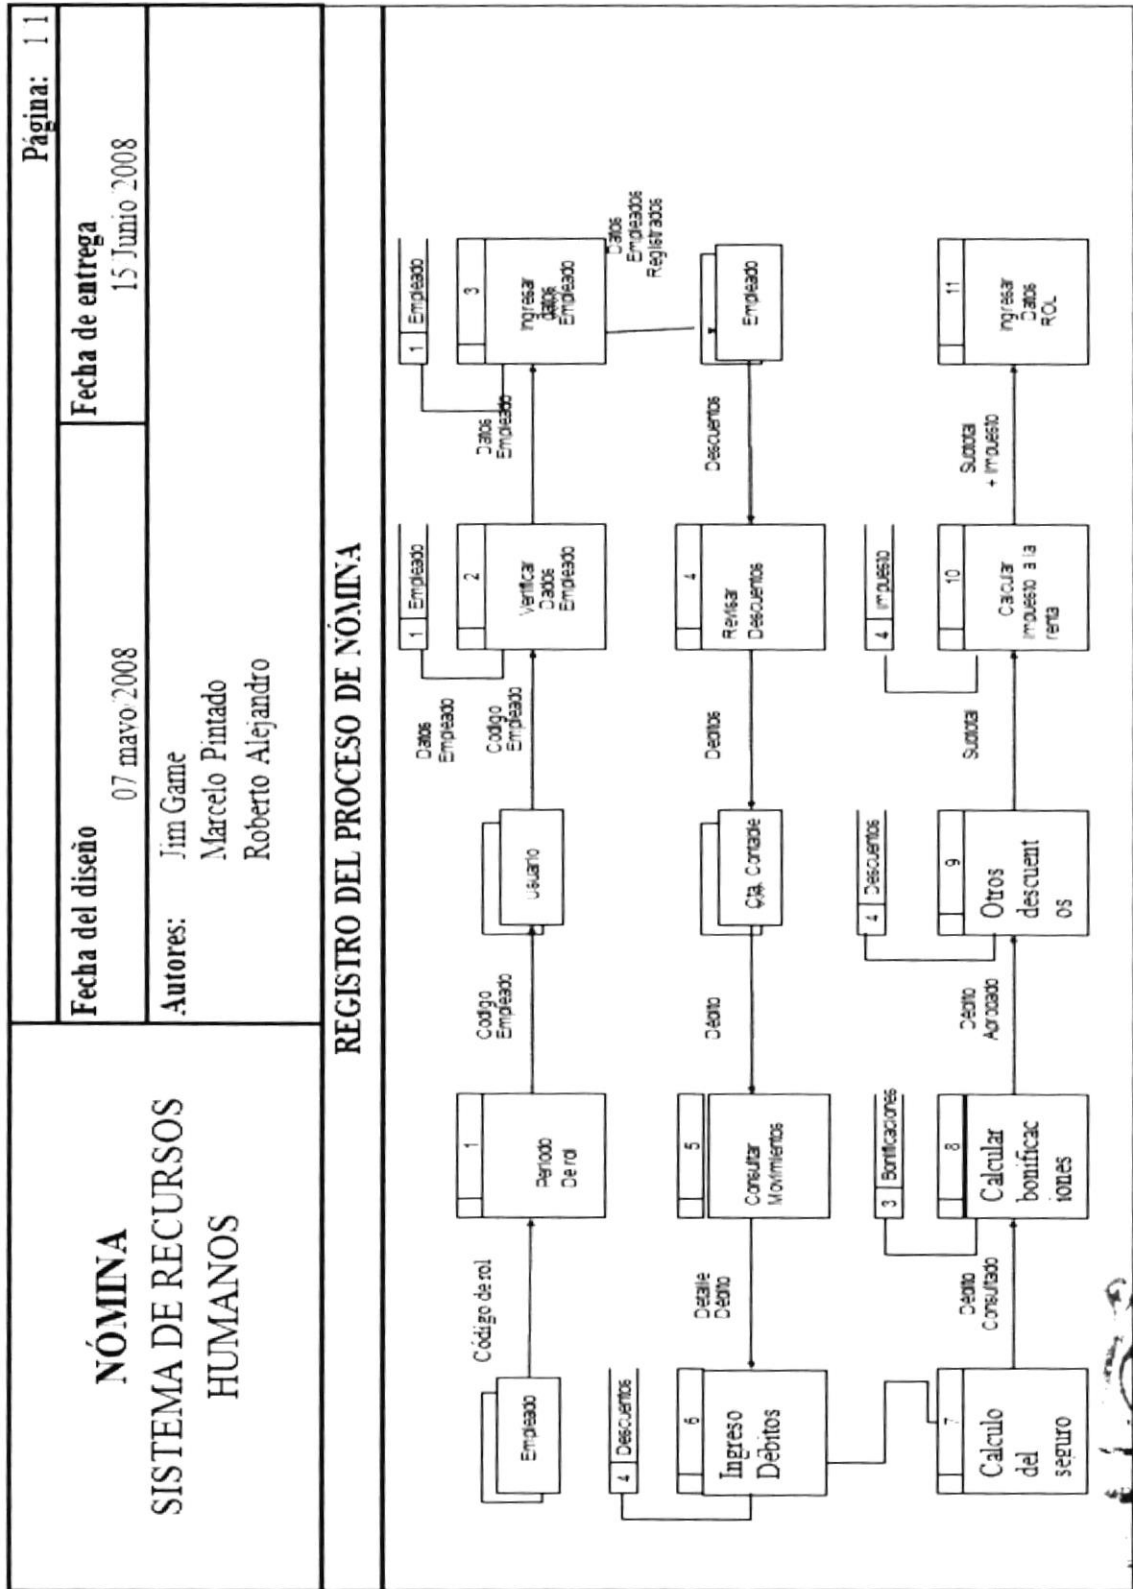 NÓMINA
SISTEMA DE RECURSOS
HUMANOS
Página: 1 1
Fecha del diseño
07 mayo 2008
Fecha de entrega
15 Junio 2008
Autores: Jim Game
Marcelo Pintado
Roberto Alejandro
REGISTRO DEL PROCESO DE NÓMINA
Empleado
Código de rol
1
Periodo
De rol
Codigo
Empleado
Usuario
Codigo
Empleado
Datos
Empleado
1 Empleado
2
Verificar
Dados
Empleado
Datos
Empleado
1 Empleado
3
Ingresar
datos
Empleado
Datos
Empleados
Registrados
Empleado
Descuentos
4
Revisar
Descuentos
Debitos
Cta. Contable
Debito
5
Consultar
Movimientos
Detalle
Debito
4 Descuentos
6
Ingreso
Debitos
7
Calculo
del
seguro
Debito
Consultado
3 Bonificaciones
8
Calcular
bonificac
iones
Debito
Aprobado
4 Descuentos
9
Otros
descuent
os
Subtotal
4 Impuesto
10
Calcular
Impuesto a la
renta
Subtotal
+ Impuesto
11
Ingresar
Datos
ROL